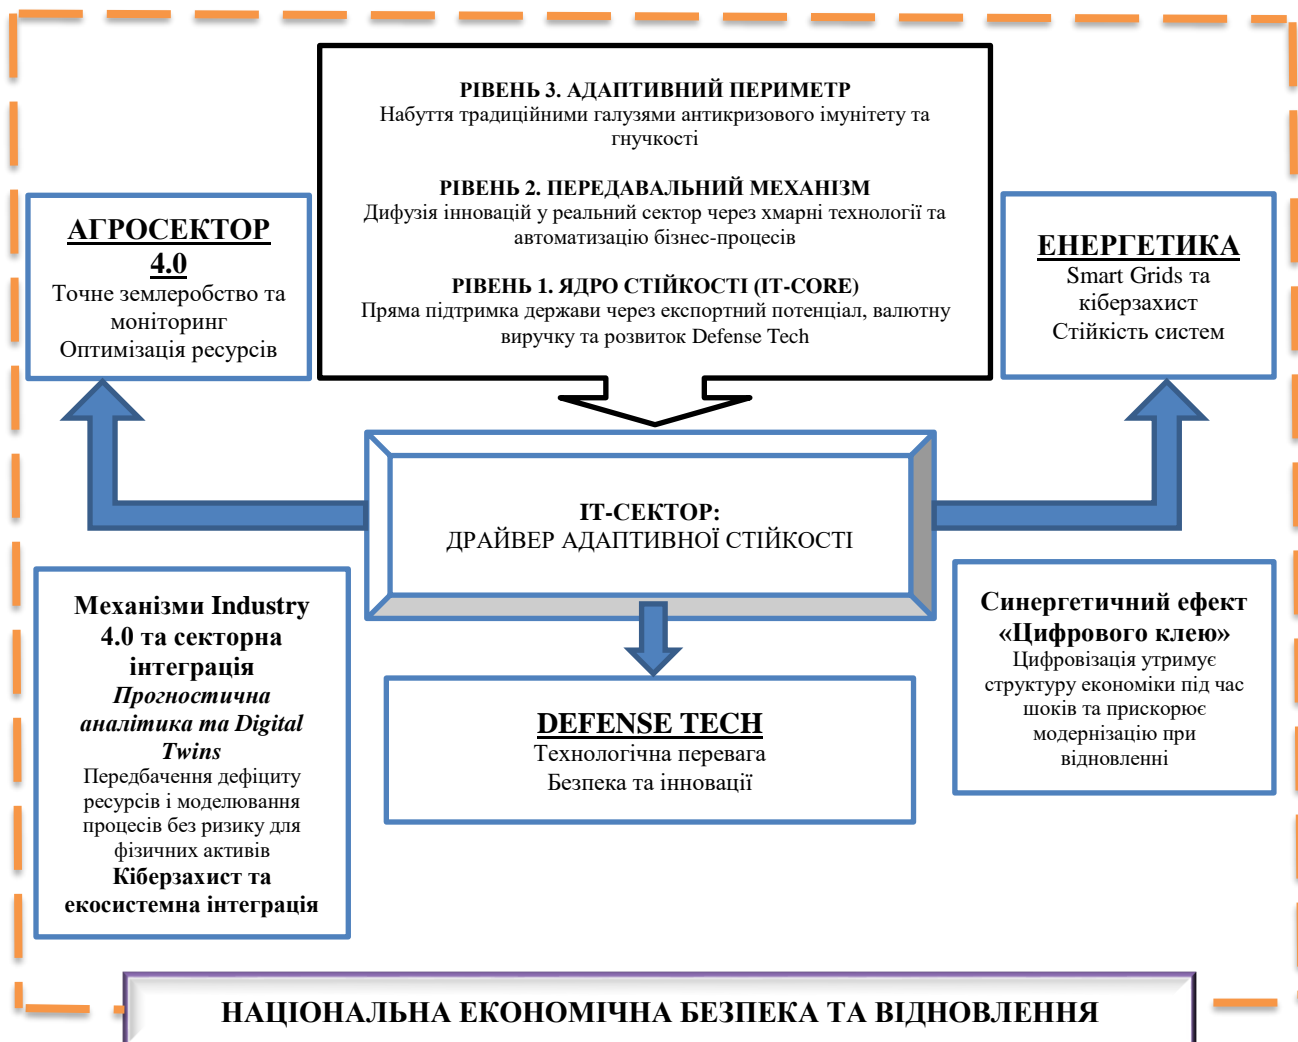 РІВЕНЬ 3. АДАПТИВНИЙ ПЕРИМЕТР
Набуття традиційними галузями антикризового імунітету та
гнучкості
РІВЕНЬ 2. ПЕРЕДАВАЛЬНИЙ МЕХАНІЗМ
Дифузія інновацій у реальний сектор через хмарні технології та
автоматизацію бізнес-процесів
РІВЕНЬ 1. ЯДРО СТІЙКОСТІ (IT-CORE)
Пряма підтримка держави через експортний потенціал, валютну
виручку та розвиток Defense Tech
АГРОСЕКТОР
4.0
Точне землеробство та
моніторинг
Оптимізація ресурсів
ЕНЕРГЕТИКА
Smart Grids та
кіберзахист
Стійкість систем
ІТ-СЕКТОР:
ДРАЙВЕР АДАПТИВНОЇ СТІЙКОСТІ
Механізми Industry
4.0 та секторна
інтеграція
Прогностична
аналітика та Digital
Twins
Передбачення дефіциту
ресурсів і моделювання
процесів без ризику для
фізичних активів
Кіберзахист та
екосистемна інтеграція
DEFENSE TECH
Технологічна перевага
Безпека та інновації
Синергетичний ефект
«Цифрового клею»
Цифровізація утримує
структуру економіки під час
шоків та прискорює
модернізацію при
відновленні
НАЦІОНАЛЬНА ЕКОНОМІЧНА БЕЗПЕКА ТА ВІДНОВЛЕННЯ